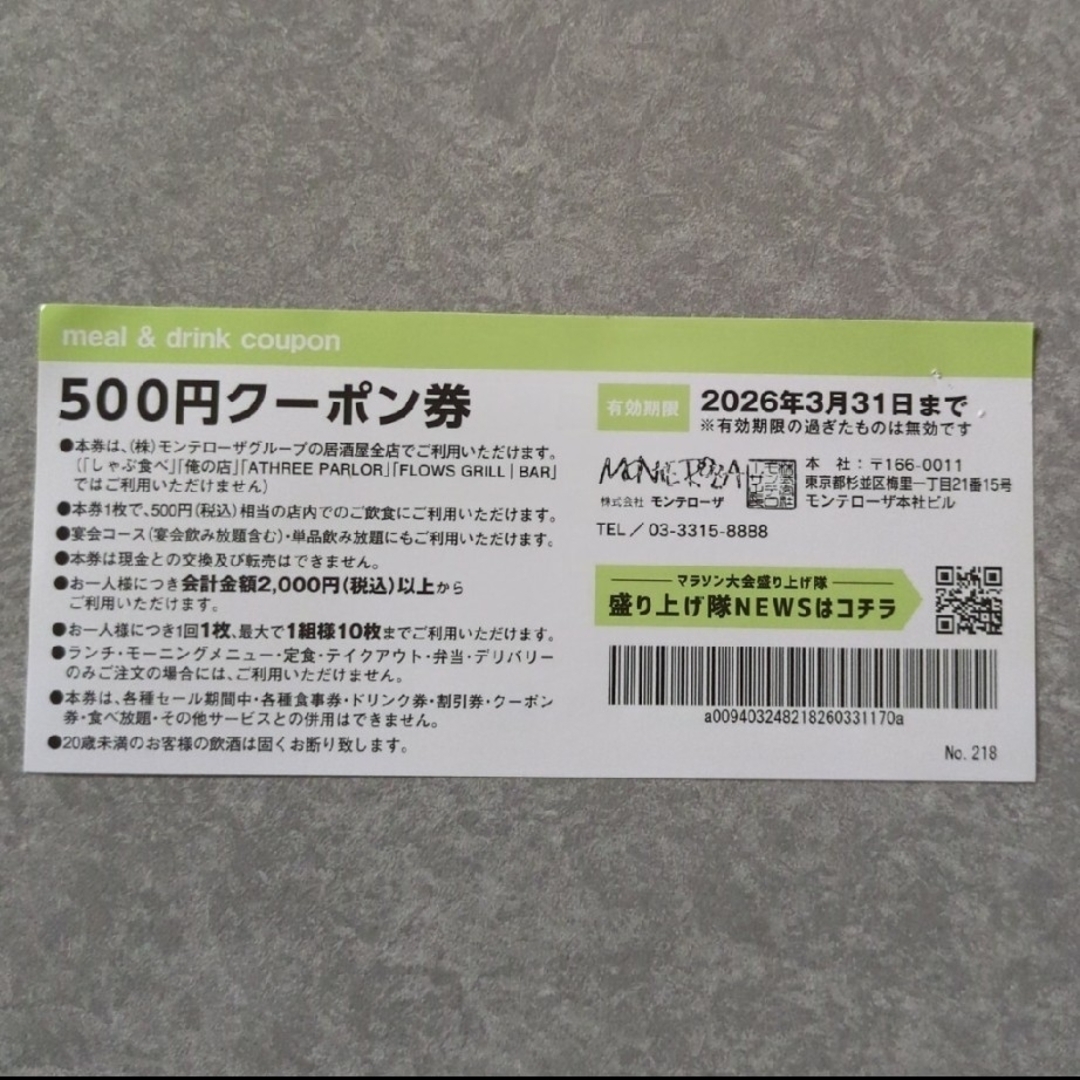 meal & drink coupon
500円クーポン券
●本券は、(株)モンテローザグループの居酒屋全店でご利用いただけます。
(「しゃぶ食べ」「俺の店」「ATHREE PARLOR」「FLOWS GRILL | BAR」
ではご利用いただけません)
●本券1枚で、500円(税込)相当の店内でのご飲食にご利用いただけます。
●宴会コース(宴会飲み放題含む)・単品飲み放題にもご利用いただけます。
●本券は現金との交換及び転売はできません。
●お一人様につき会計金額2,000円(税込)以上から
ご利用いただけます。
●お一人様につき1回1枚、最大で1組様10枚までご利用いただけます。
●ランチ・モーニングメニュー・定食・テイクアウト・弁当・デリバリー
のみご注文の場合には、ご利用いただけません。
●本券は、各種セール期間中・各種食事券・ドリンク券・割引券・クーポン
券・食べ放題・その他サービスとの併用はできません。
●20歳未満のお客様の飲酒は固くお断り致します。
有効期限
2026年3月31日まで
※有効期限の過ぎたものは無効です
MONTEROZA
株式会社 モンテローザ
本 社:〒166-0011
東京都杉並区梅里一丁目21番15号
モンテローザ本社ビル
TEL/03-3315-8888
マラソン大会盛り上げ隊
盛り上げ隊NEWSはコチラ
a009403248218260331170a
No. 218